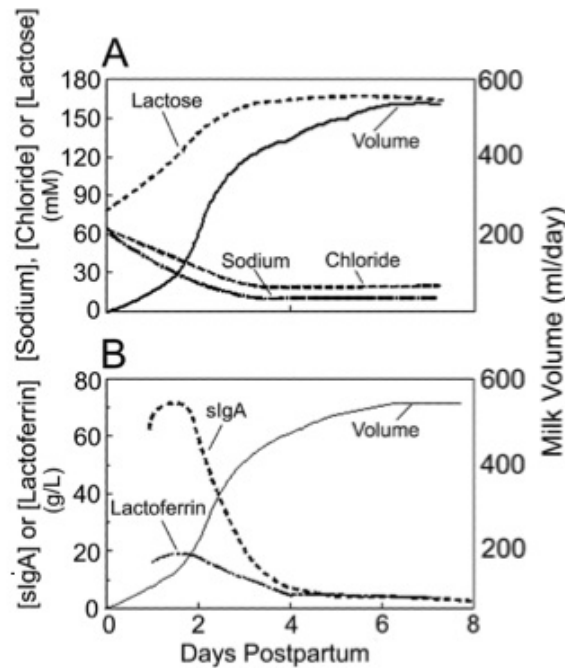 A
[Sodium], [Chloride] or [Lactose]
(mM)
180
150
120
90
60
30
0
Lactose
Volume
Sodium
Chloride
600
400
200
Milk Volume (ml/day)
B
[sIgA] or [Lactoferrin]
(g/L)
80
60
40
20
0
sIgA
Volume
Lactoferrin
600
400
200
0
2
4
6
8
Days Postpartum